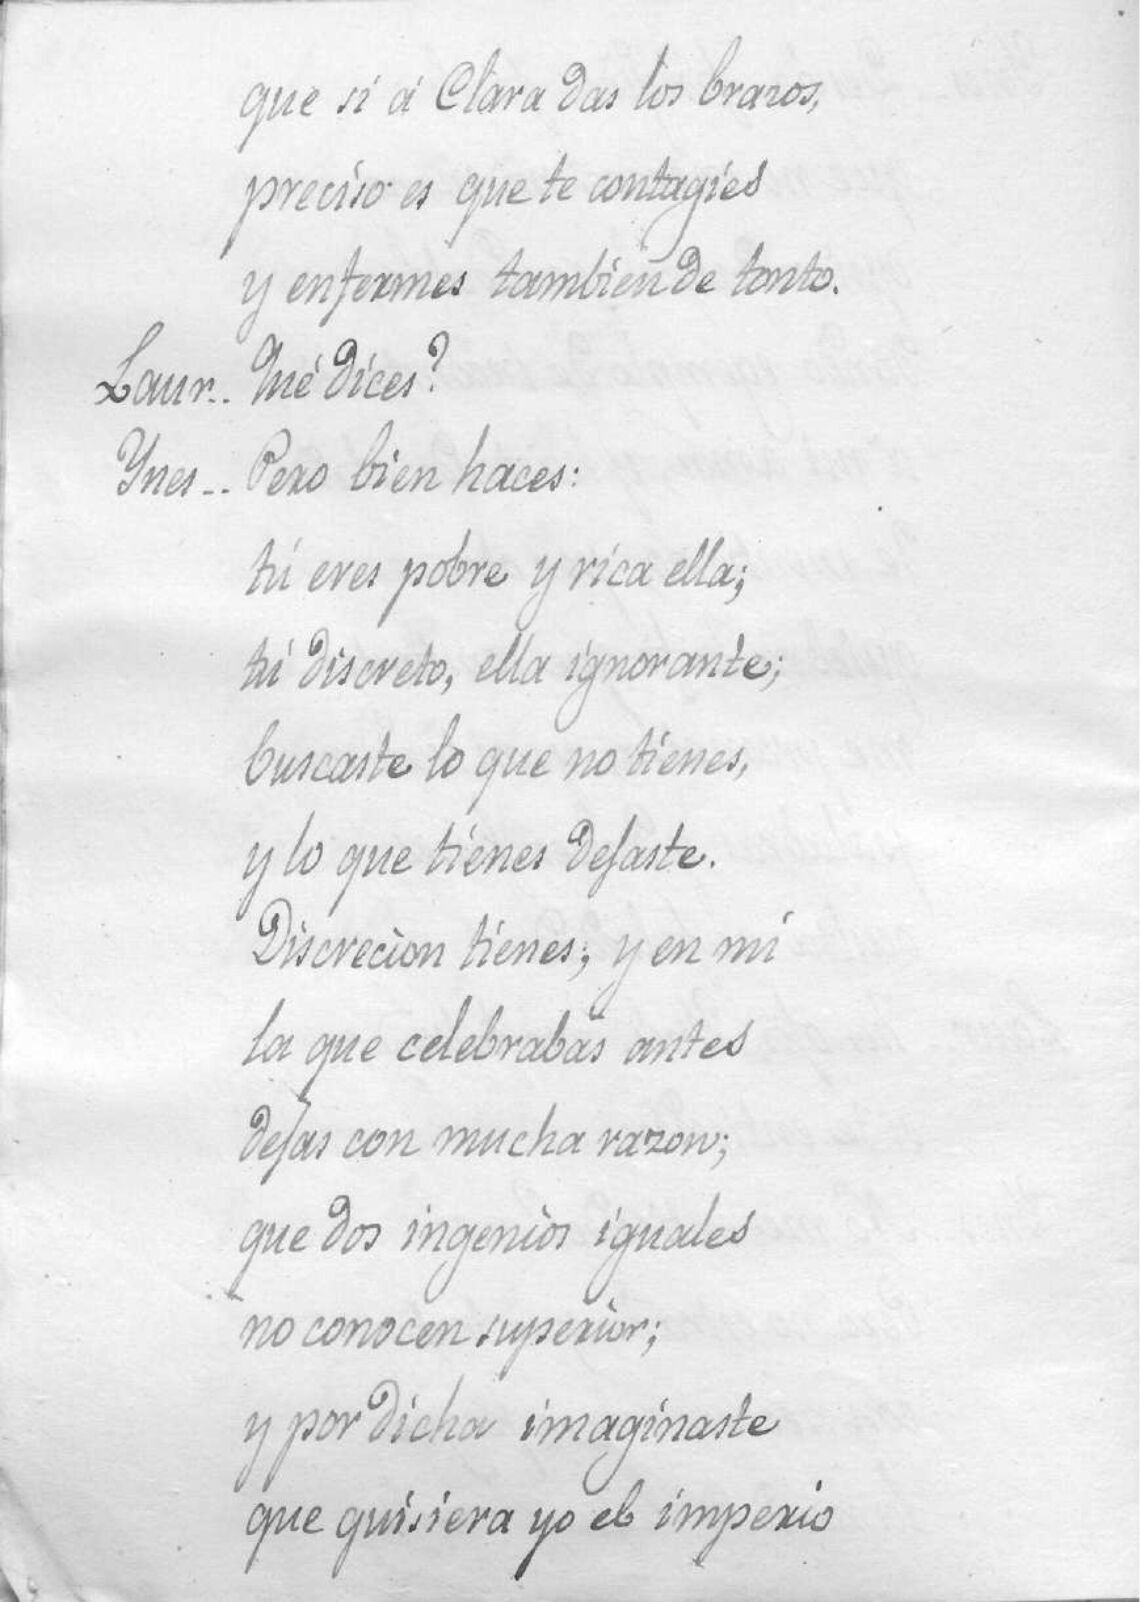 que si á Clara das los brazos,
preciso es que te contagies
y enfermes tambien de tonto.
Laur.. Qué dices?
Ynes.. Pero bien haces:
tú eres pobre y rica ella;
tú discreto, ella ignorante;
buscaste lo que no tienes,
y lo que tienes dejaste.
Discrecion tienes; y en mí
la que celebrabas antes
dejas con mucha razon;
que dos ingenios iguales
no conocen superior;
y por dicha imaginaste
que quisiera yo el imperio